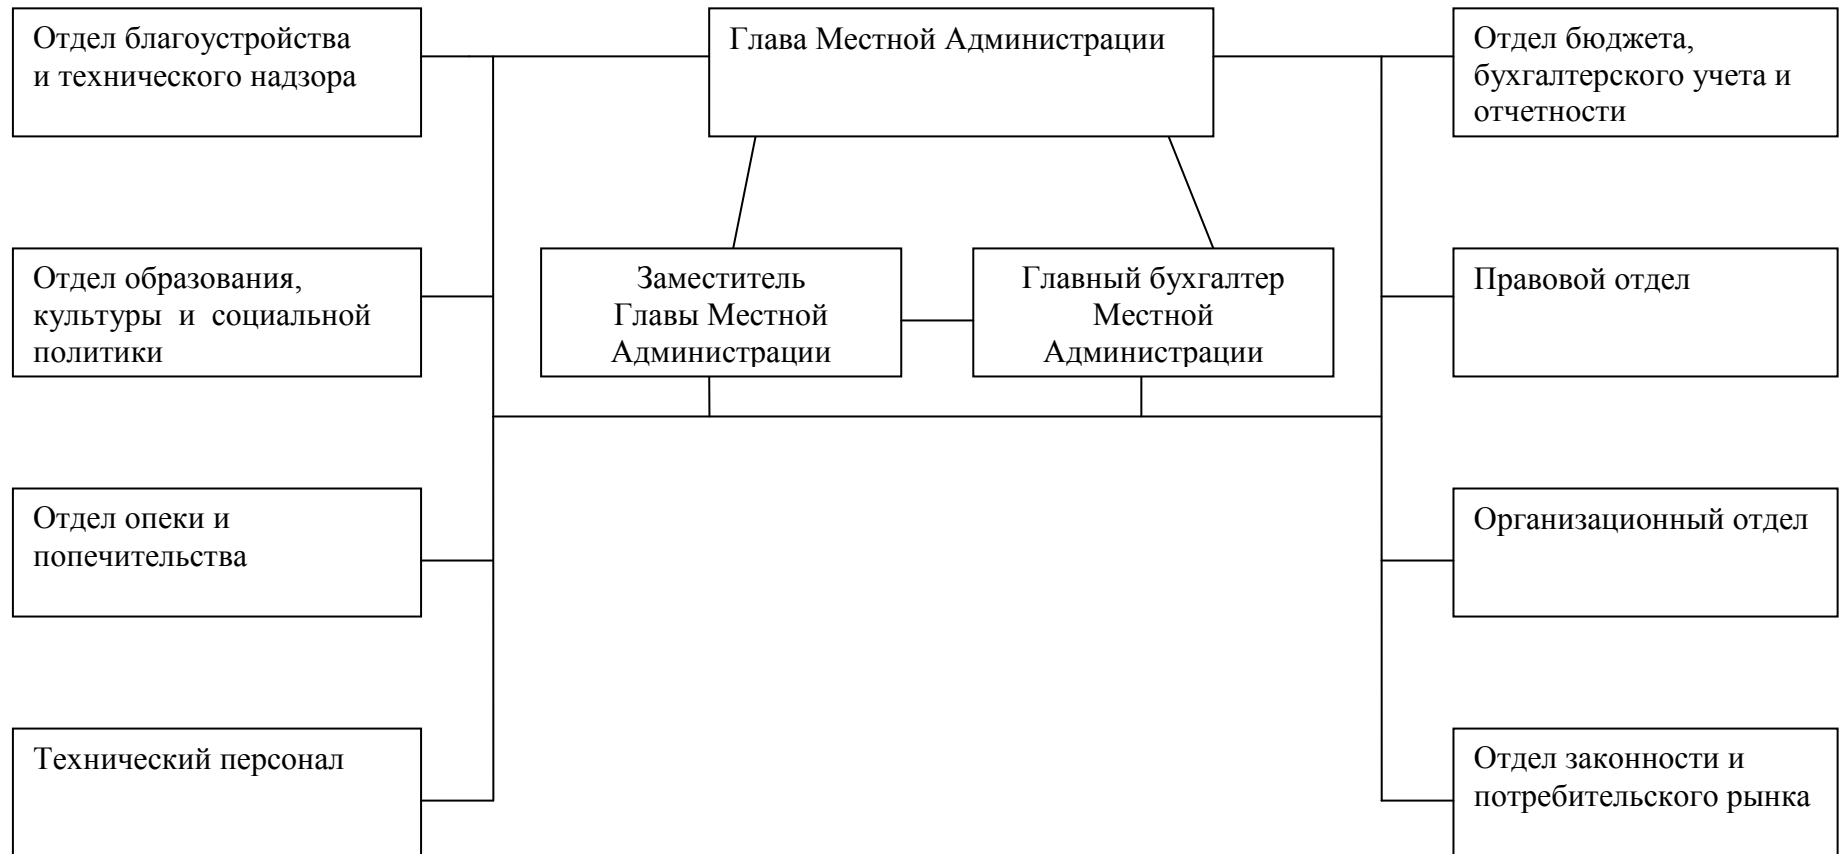 Отдел благоустройства
и технического надзора
Глава Местной Администрации
Отдел бюджета,
бухгалтерского учета и
отчетности
Отдел образования,
культуры и социальной
политики
Заместитель
Главы Местной
Администрации
Главный бухгалтер
Местной
Администрации
Правовой отдел
Отдел опеки и
попечительства
Организационный отдел
Технический персонал
Отдел законности и
потребительского рынка